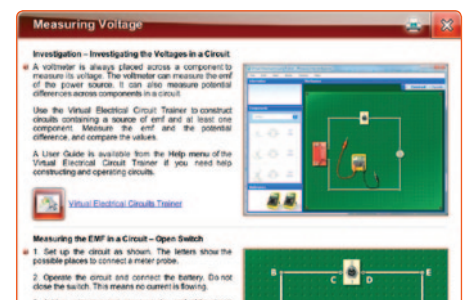 Measuring Voltage
Investigation – Investigating the Voltages in a Circuit
A voltmeter is always placed across a component to
measure its voltage. The voltmeter can measure the emf
of the power source. It can also measure potential
differences across components in a circuit.
Use the Virtual Electrical Circuit Trainer to construct
circuits containing a source of emf and at least one
component. Measure the emf and the potential
difference, and compare the values.
A User Guide is available from the Help menu of the
Virtual Electrical Circuit Trainer if you need help
constructing and operating circuits.
Virtual Electrical Circuits Trainer
Measuring the EMF in a Circuit – Open Switch
1. Set up the circuit as shown. The letters show the
possible places to connect a meter probe.
B
C
D
E
2. Operate the circuit and connect the battery. Do not
close the switch. This means no current is flowing.